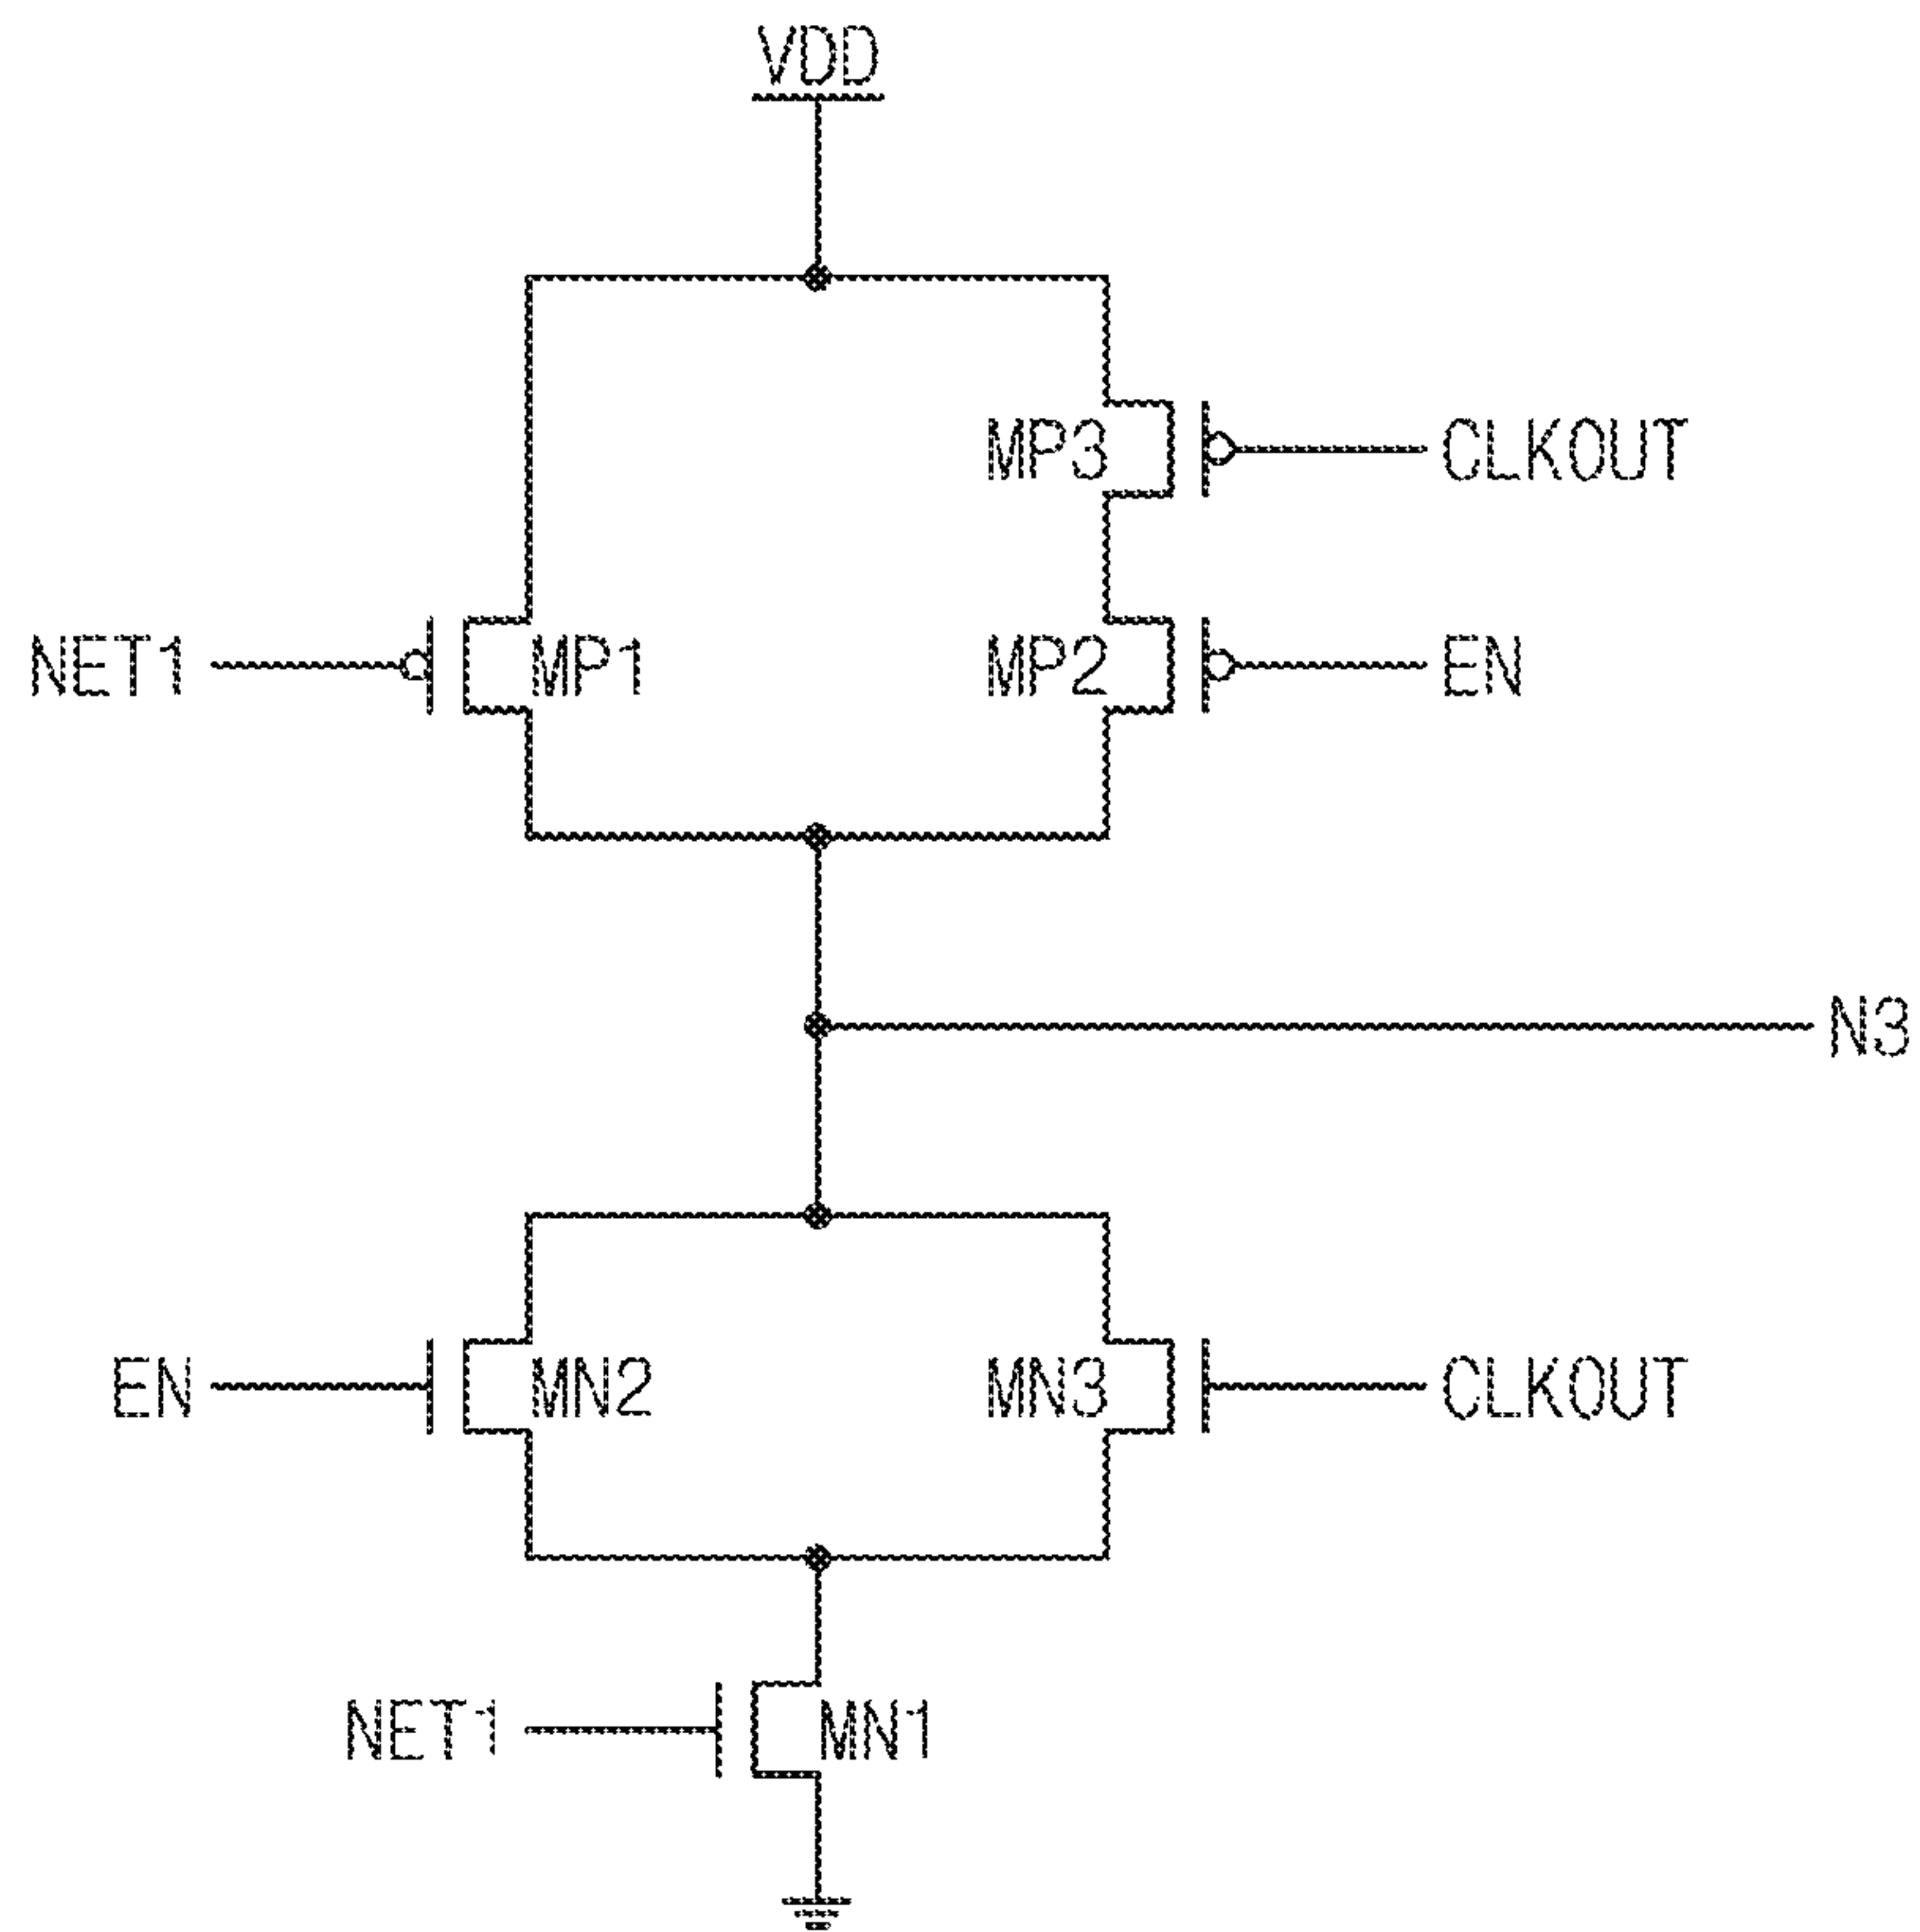 VDD
MP3 CLKOUT
NET1 MP1 MP2 EN
N3
EN MN2 MN3 CLKOUT
NET1 MN1